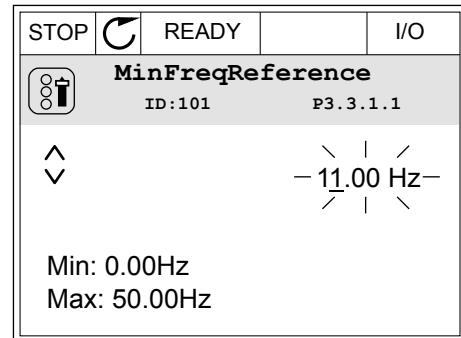 STOP READY I/O
MinFreqReference
ID:101 P3.3.1.1
11.00 Hz
Min: 0.00Hz
Max: 50.00Hz